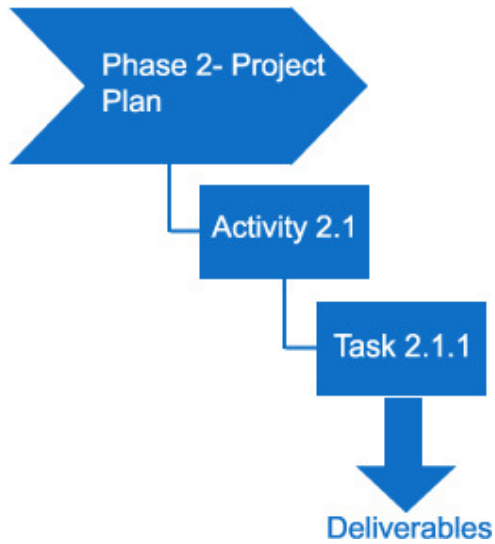 Phase 2- Project
Plan
Activity 2.1
Task 2.1.1
Deliverables